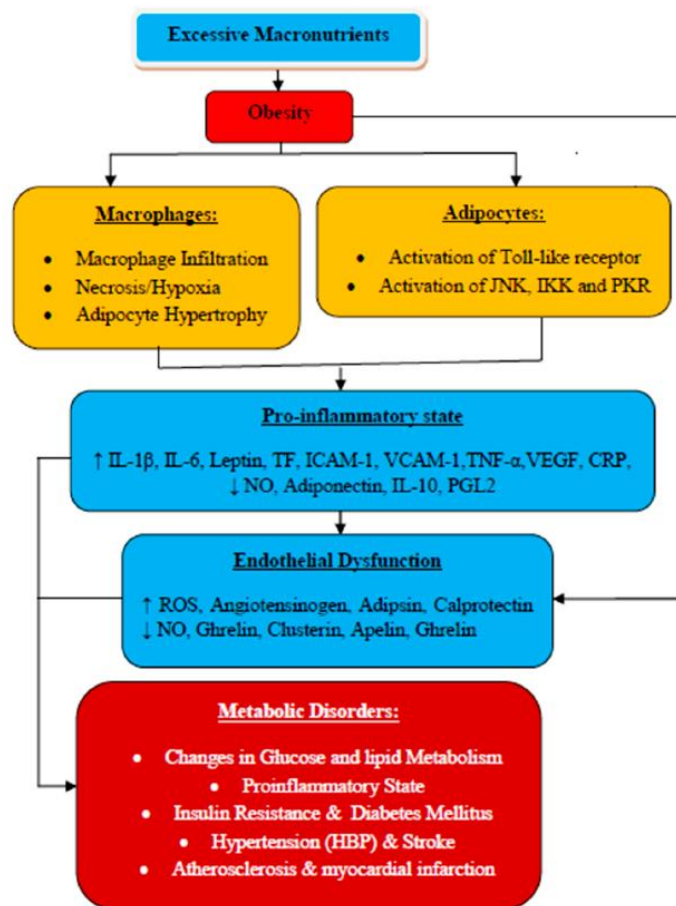 Excessive Macronutrients
Obesity
Macrophages:
• Macrophage Infiltration
• Necrosis/Hypoxia
• Adipocyte Hypertrophy
Adipocytes:
• Activation of Toll-like receptor
• Activation of JNK, IKK and PKR
Pro-inflammatory state
↑ IL-1β, IL-6, Leptin, TF, ICAM-1, VCAM-1,TNF-α,VEGF, CRP,
↓ NO, Adiponectin, IL-10, PGL2
Endothelial Dysfunction
↑ ROS, Angiotensinogen, Adipsin, Calprotectin
↓ NO, Ghrelin, Clusterin, Apelin, Ghrelin
Metabolic Disorders:
• Changes in Glucose and lipid Metabolism
• Proinflammatory State
• Insulin Resistance & Diabetes Mellitus
• Hypertension (HBP) & Stroke
• Atherosclerosis & myocardial infarction